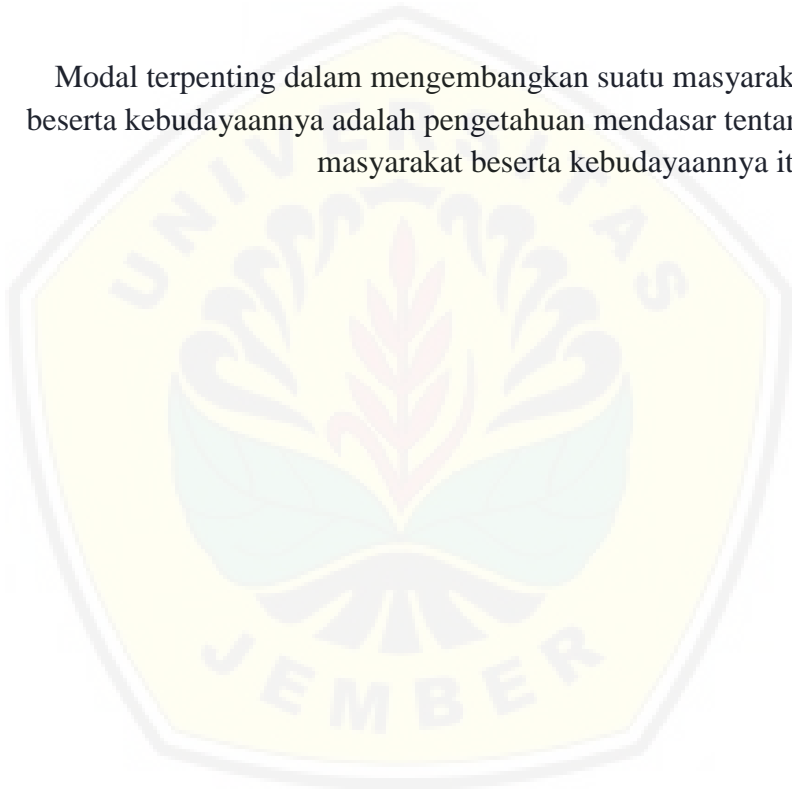 Modal terpenting dalam mengembangkan suatu masyarak
beserta kebudayaannya adalah pengetahuan mendasar tentan
masyarakat beserta kebudayaannya it
UNIVERSITAS
JEMBER